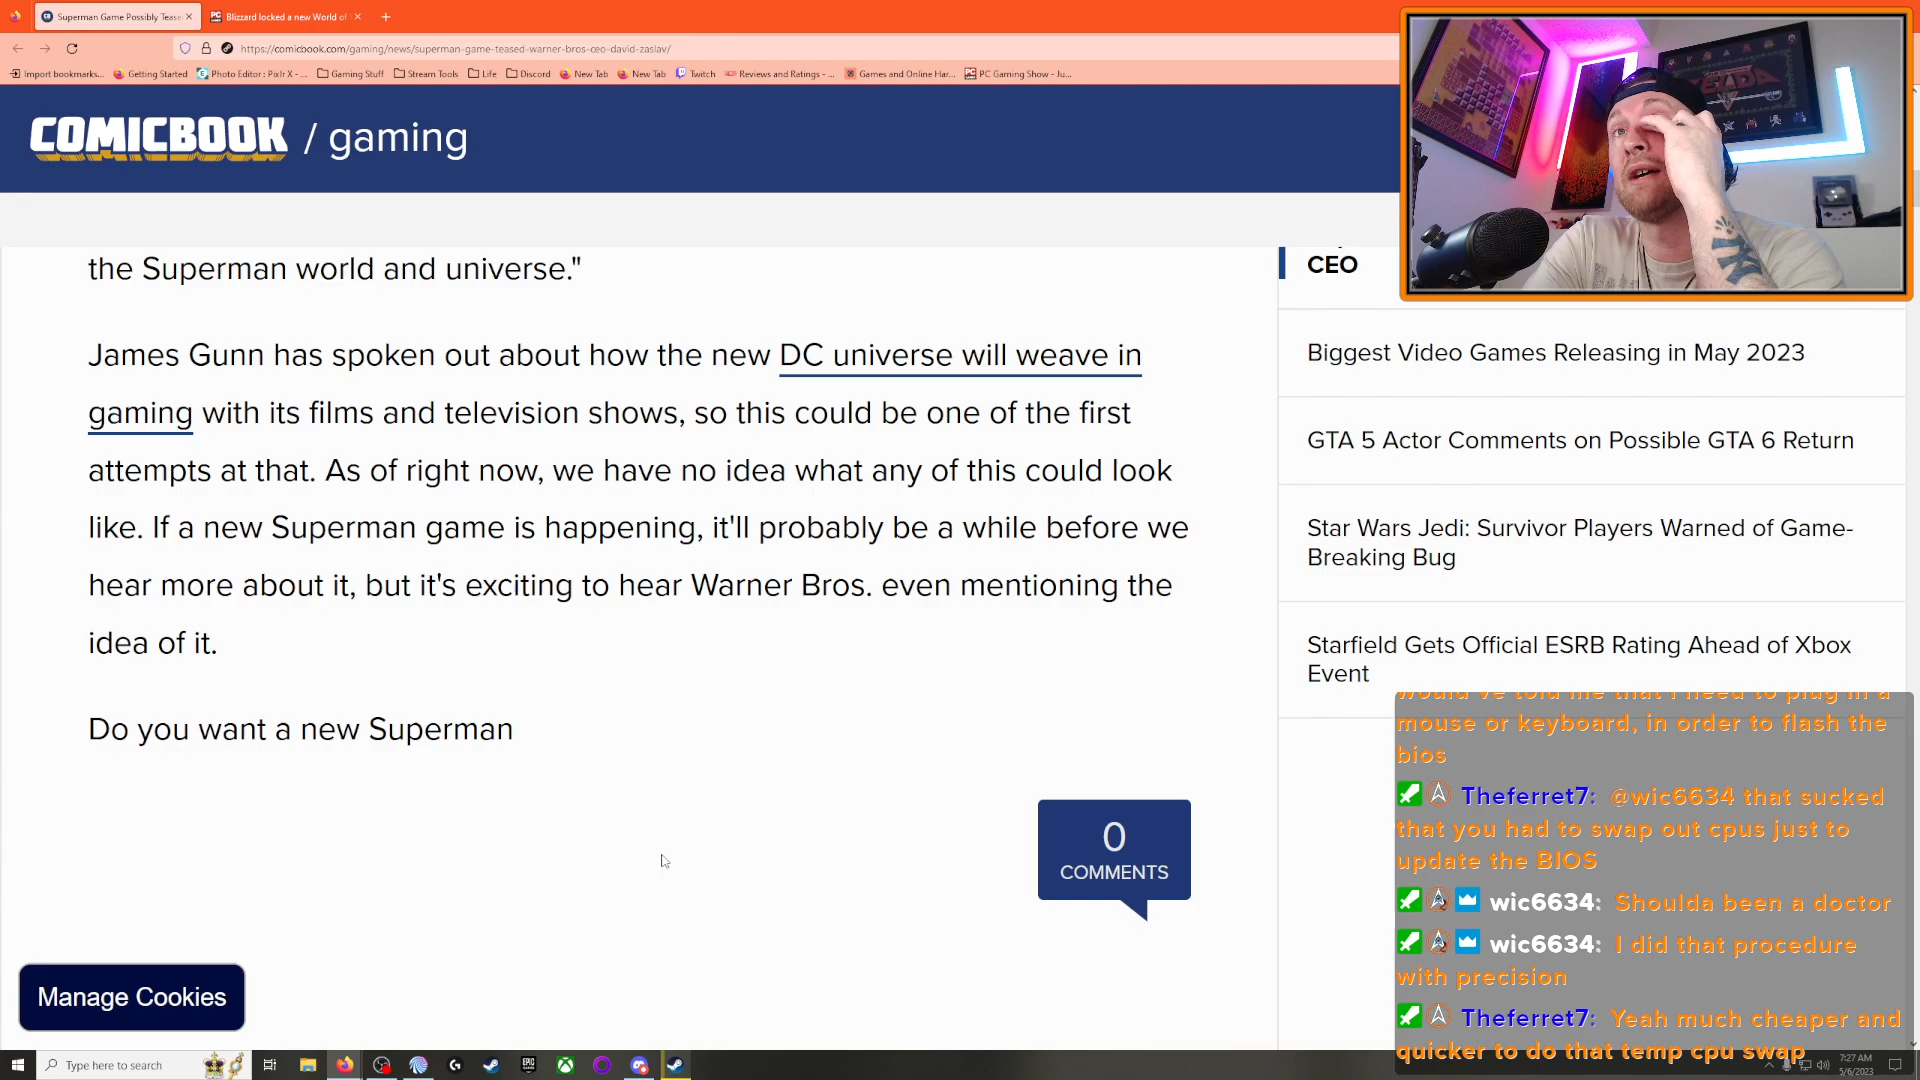 Superman Game Possibly Tease
Blizzard locked a new World of
https://comicbook.com/gaming/news/superman-game-teased-warner-bros-ceo-david-zaslav/
Import bookmarks... Getting Started Photo Editor : Pixlr X - ... Gaming Stuff Stream Tools Life Discord New Tab New Tab Twitch Reviews and Ratings - ... Games and Online Har... PC Gaming Show - Ju...
COMICBOOK / gaming
the Superman world and universe."
James Gunn has spoken out about how the new DC universe will weave in
gaming with its films and television shows, so this could be one of the first
attempts at that. As of right now, we have no idea what any of this could look
like. If a new Superman game is happening, it'll probably be a while before we
hear more about it, but it's exciting to hear Warner Bros. even mentioning the
idea of it.
Do you want a new Superman
0
COMMENTS
Manage Cookies
CEO
Biggest Video Games Releasing in May 2023
GTA 5 Actor Comments on Possible GTA 6 Return
Star Wars Jedi: Survivor Players Warned of Game-
Breaking Bug
Starfield Gets Official ESRB Rating Ahead of Xbox
Event
would've told me that I need to plug in a
mouse or keyboard, in order to flash the
bios
Theferret7: @wic6634 that sucked
that you had to swap out cpus just to
update the BIOS
wic6634: Shoulda been a doctor
wic6634: I did that procedure
with precision
Theferret7: Yeah much cheaper and
quicker to do that temp cpu swap
Type here to search
7:27 AM
5/6/2023